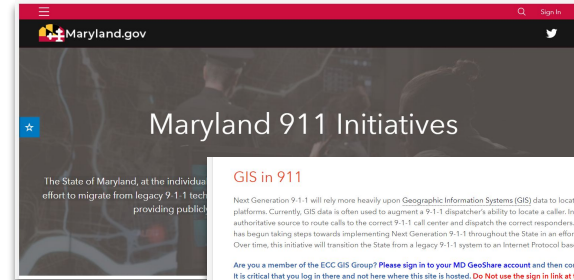 Sign In
Maryland.gov
Maryland 911 Initiatives
The State of Maryland, at the individua
effort to migrate from legacy 9-1-1 tech
providing publicly
GIS in 911
Next Generation 9-1-1 will rely more heavily upon Geographic Information Systems (GIS) data to locat
platforms. Currently, GIS data is often used to augment a 9-1-1 dispatcher's ability to locate a caller. In
authoritative source to route calls to the correct 9-1-1 call center and dispatch the correct responders.
has begun taking steps towards implementing Next Generation 9-1-1 throughout the State in an effor
Over time, this initiative will transition the State from a legacy 9-1-1 system to an Internet Protocol base
Are you a member of the ECC GIS Group? Please sign in to your MD GeoShare account and then con
It is critical that you log in there and not here where this site is hosted. Do Not use the sign in link at